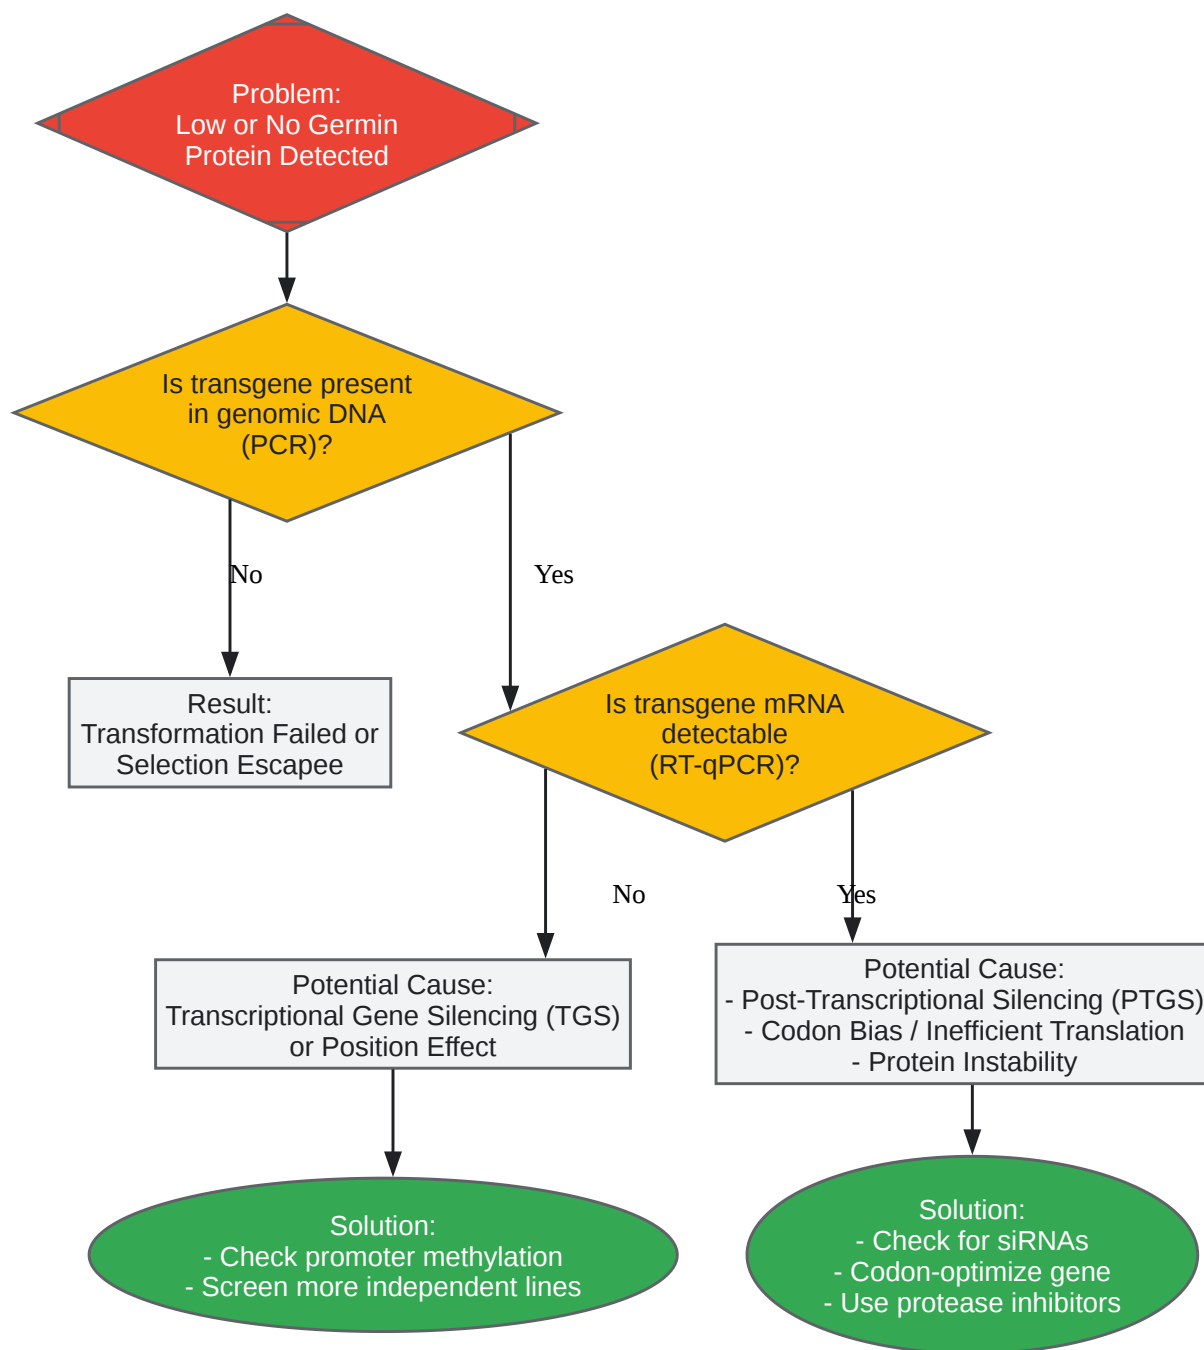 Problem:
Low or No Germin
Protein Detected
Is transgene present
in genomic DNA
(PCR)?
No
Yes
Result:
Transformation Failed or
Selection Escapee
Is transgene mRNA
detectable
(RT-qPCR)?
No
Yes
Potential Cause:
Transcriptional Gene Silencing (TGS)
or Position Effect
Potential Cause:
- Post-Transcriptional Silencing (PTGS)
- Codon Bias / Inefficient Translation
- Protein Instability
Solution:
- Check promoter methylation
- Screen more independent lines
Solution:
- Check for siRNAs
- Codon-optimize gene
- Use protease inhibitors